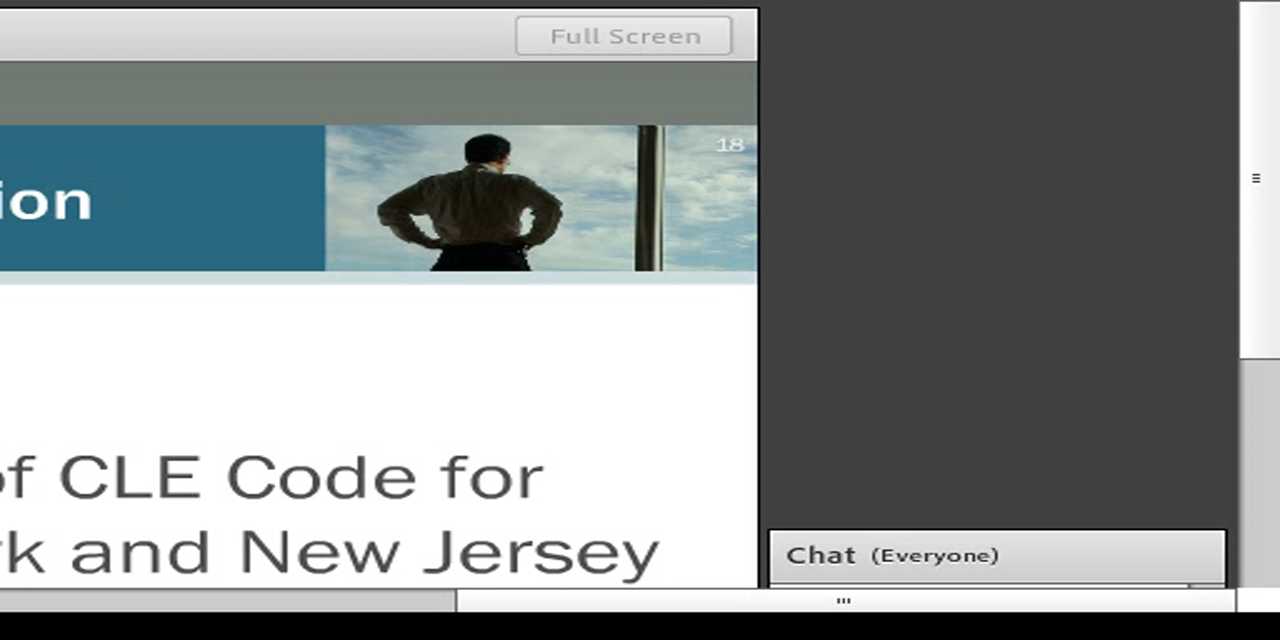 Full Screen
18
ion
of CLE Code for
rk and New Jersey
Chat (Everyone)